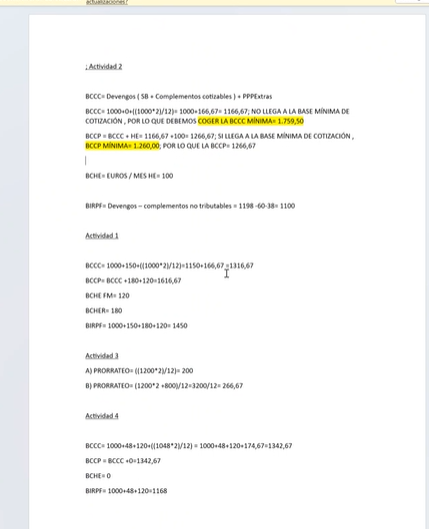 actualizaciones?
; Actividad 2
BCCC= Devengos ( SB + Complementos cotizables ) + PPPExtras
BCCC= 1000+0+((1000*2)/12)= 1000+166,67= 1166,67; NO LLEGA A LA BASE MÍNIMA DE
COTIZACIÓN , POR LO QUE DEBEMOS COGER LA BCCC MÍNIMA= 1.759,50
BCCP = BCCC + HE= 1166,67 +100= 1266,67; SI LLEGA A LA BASE MÍNIMA DE COTIZACIÓN ,
BCCP MÍNIMA= 1.260,00; POR LO QUE LA BCCP= 1266,67
BCHE= EUROS / MES HE= 100
BIRPF= Devengos – complementos no tributables = 1198 -60-38= 1100
Actividad 1
BCCC= 1000+150+((1000*2)/12)=1150+166,67 =1316,67
BCCP= BCCC +180+120=1616,67
BCHE FM= 120
BCHER= 180
BIRPF= 1000+150+180+120= 1450
Actividad 3
A) PRORRATEO= ((1200*2)/12)= 200
B) PRORRATEO= (1200*2 +800)/12=3200/12= 266,67
Actividad 4
BCCC= 1000+48+120+((1048*2)/12) = 1000+48+120+174,67=1342,67
BCCP = BCCC +0=1342,67
BCHE= 0
BIRPF= 1000+48+120=1168